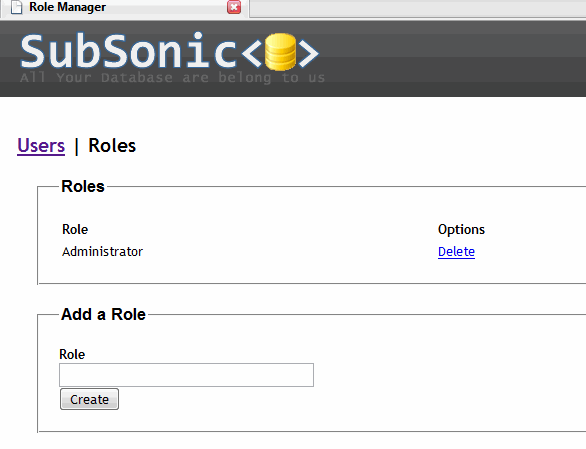 Role Manager
SubSonic<>
All Your Database are belong to us
Users | Roles
Roles
Role Options
Administrator Delete
Add a Role
Role
Create